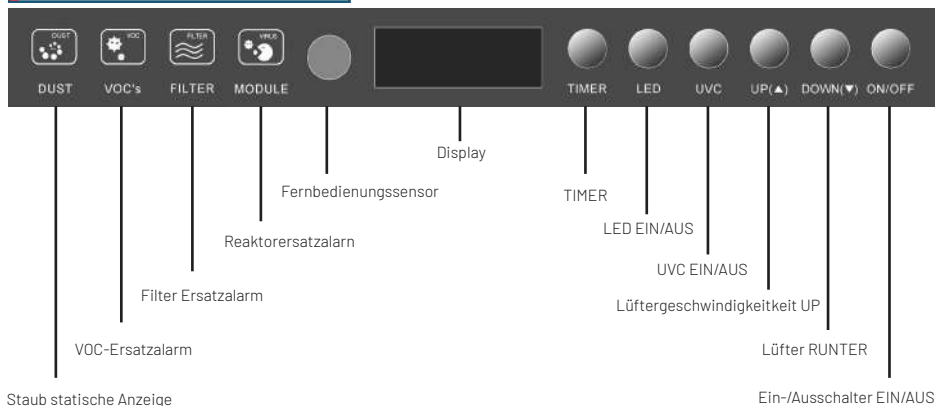 DUST
VOC
FILTER
VIRUS
DUST VOC's FILTER MODULE TIMER LED UVC UP(▲) DOWN(▼) ON/OFF
Display
Fernbedienungssensor
TIMER
LED EIN/AUS
Reaktorersatzalarn
UVC EIN/AUS
Filter Ersatzalarm
Lüftergeschwindigkeitkeit UP
VOC-Ersatzalarm
Lüfter RUNTER
Staub statische Anzeige
Ein-/Ausschalter EIN/AUS